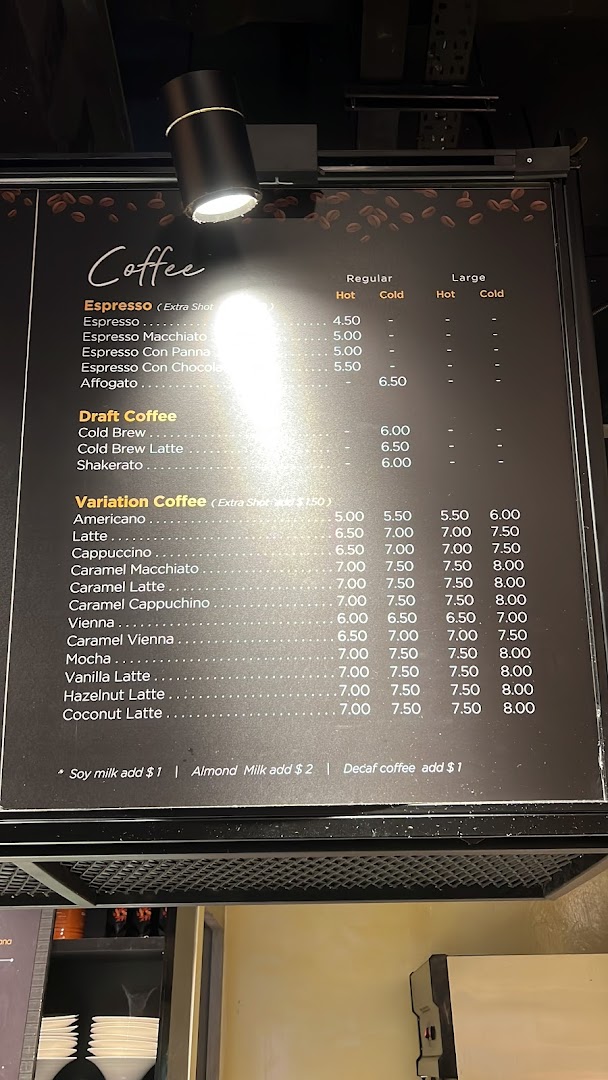 Coffee
Regular Large
Hot Cold Hot Cold
Espresso ( Extra Shot )
Espresso 4.50 - - -
Espresso Macchiato 5.00 - - -
Espresso Con Panna 5.00 - - -
Espresso Con 5.50 - - -
Affogato - 6.50 - -
Draft Coffee
Cold Brew - 6.00 - -
Cold Brew Latte - 6.50 - -
Shakerato - 6.00 - -
Variation Coffee ( Extra Shot add $ 1.50 )
Americano 5.00 5.50 5.50 6.00
Latte 6.50 7.00 7.00 7.50
Cappuccino 6.50 7.00 7.00 7.50
Caramel Macchiato 7.00 7.50 7.50 8.00
Caramel Latte 7.00 7.50 7.50 8.00
Caramel Cappuchino 7.00 7.50 7.50 8.00
Vienna 6.00 6.50 6.50 7.00
Caramel Vienna 6.50 7.00 7.00 7.50
Mocha 7.00 7.50 7.50 8.00
Vanilla Latte 7.00 7.50 7.50 8.00
Hazelnut Latte 7.00 7.50 7.50 8.00
Coconut Latte 7.00 7.50 7.50 8.00
* Soy milk add $ 1 | Almond Milk add $ 2 | Decaf coffee add $ 1